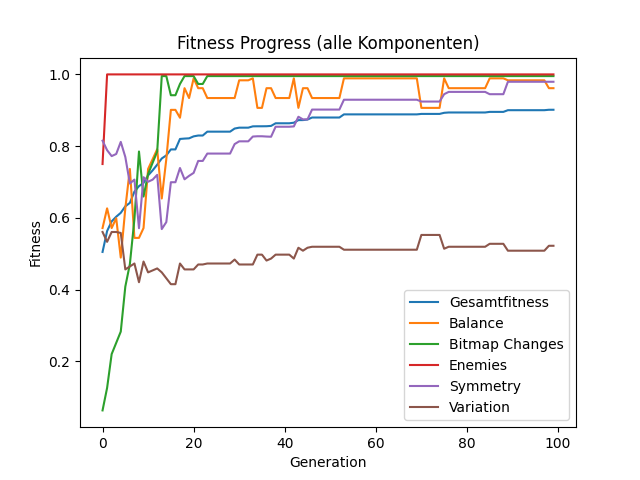 Fitness Progress (alle Komponenten)
1.0
0.8
0.6
0.4
0.2
Fitness
0
20
40
60
80
100
Generation
Gesamtfitness
Balance
Bitmap Changes
Enemies
Symmetry
Variation